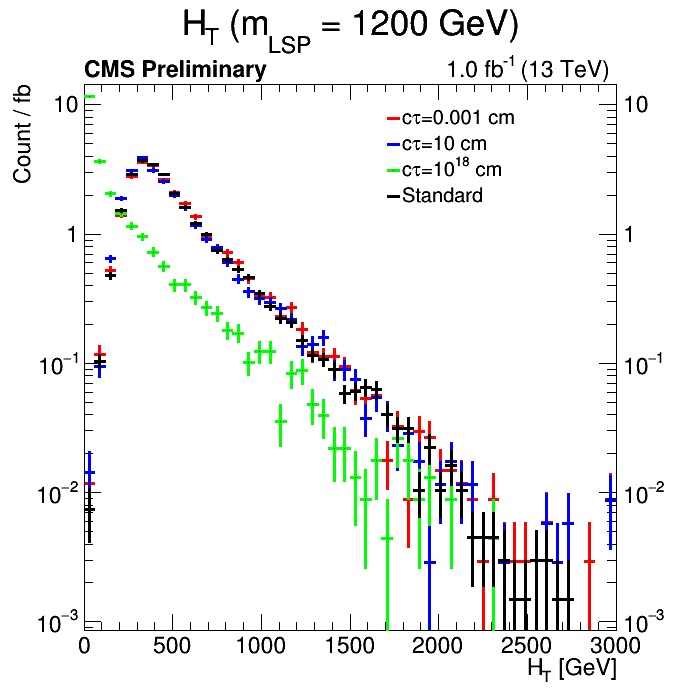 H_T (m_LSP = 1200 GeV)
CMS Preliminary 1.0 fb⁻¹ (13 TeV)
Count / fb
cτ=0.001 cm
cτ=10 cm
cτ=10¹⁸ cm
Standard
10 10
1 1
10⁻¹ 10⁻¹
10⁻² 10⁻²
10⁻³ 10⁻³
0 500 1000 1500 2000 2500 3000
H_T [GeV]